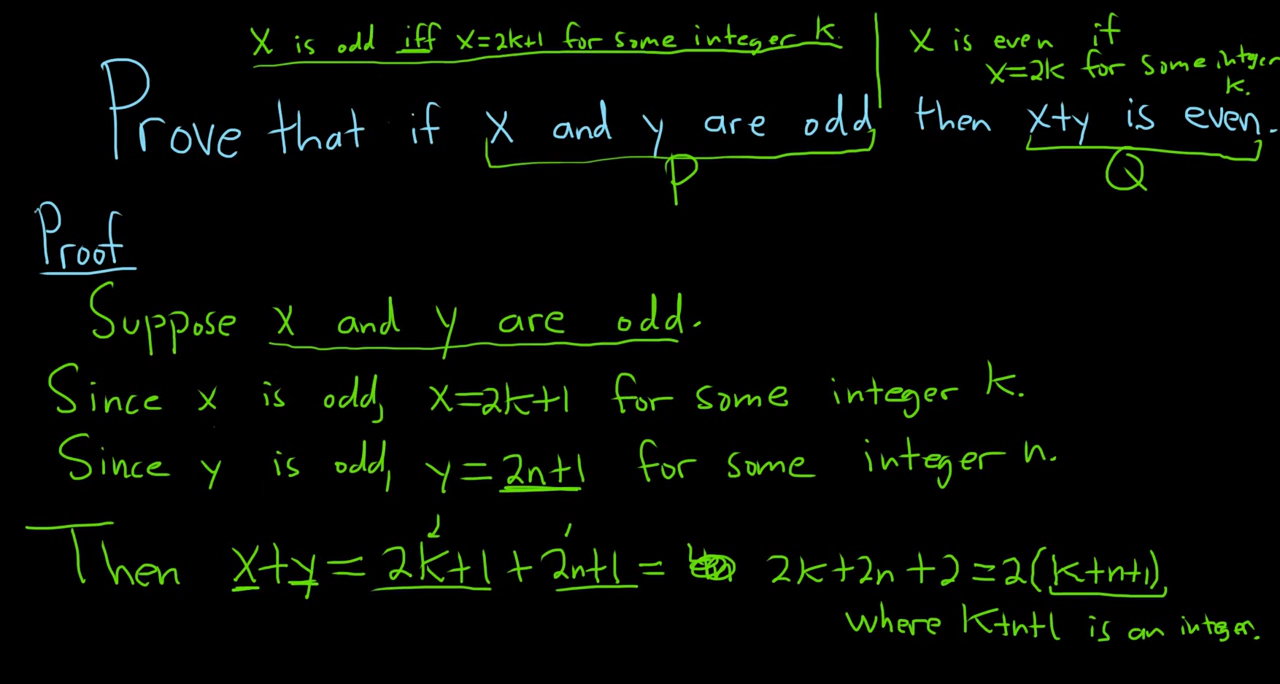 X is odd iff x=2k+1 for some integer k.
X is even if
x=2k for some intger
k.
Prove that if x and y are odd, then x+y is even.
P
Q
Proof
Suppose x and y are odd.
Since x is odd, x=2k+1 for some integer k.
Since y is odd, y=2n+1 for some integer n.
Then x+y=2k+1+2n+1= 2k+2n+2=2(k+n+1),
where k+n+1 is an integer.